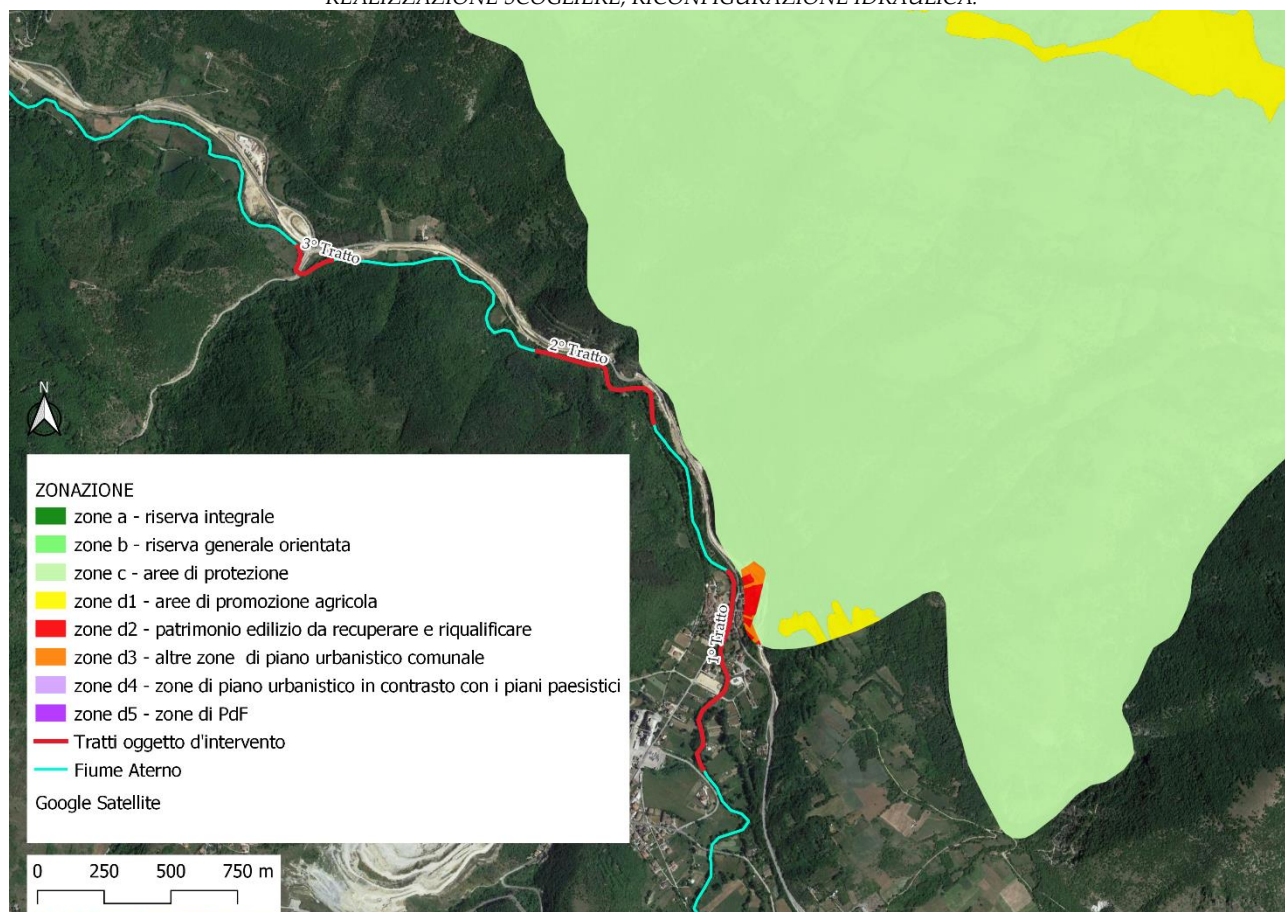 REALIZZAZIONE SCOGLIERE, RICONFIGURAZIONE IDRAULICA.
3° Tratto
2° Tratto
N
1° Tratto
ZONAZIONE
zone a - riserva integrale
zone b - riserva generale orientata
zone c - aree di protezione
zone d1 - aree di promozione agricola
zone d2 - patrimonio edilizio da recuperare e riqualificare
zone d3 - altre zone di piano urbanistico comunale
zone d4 - zone di piano urbanistico in contrasto con i piani paesistici
zone d5 - zone di PdF
Tratti oggetto d'intervento
Fiume Aterno
Google Satellite
0 250 500 750 m